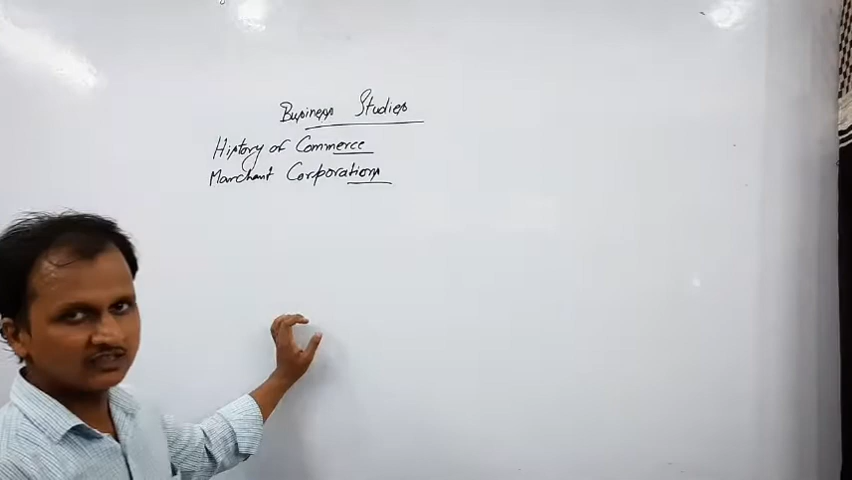 Business Studies
History of Commerce
Marchant Corporations